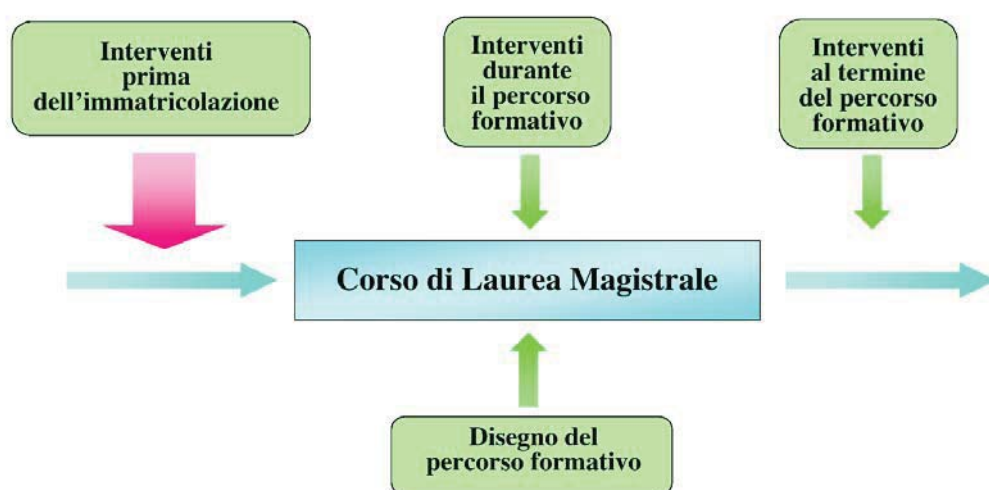 Interventi
prima
dell'immatricolazione
Interventi
durante
il percorso
formativo
Interventi
al termine
del percorso
formativo
Corso di Laurea Magistrale
Disegno del
percorso formativo